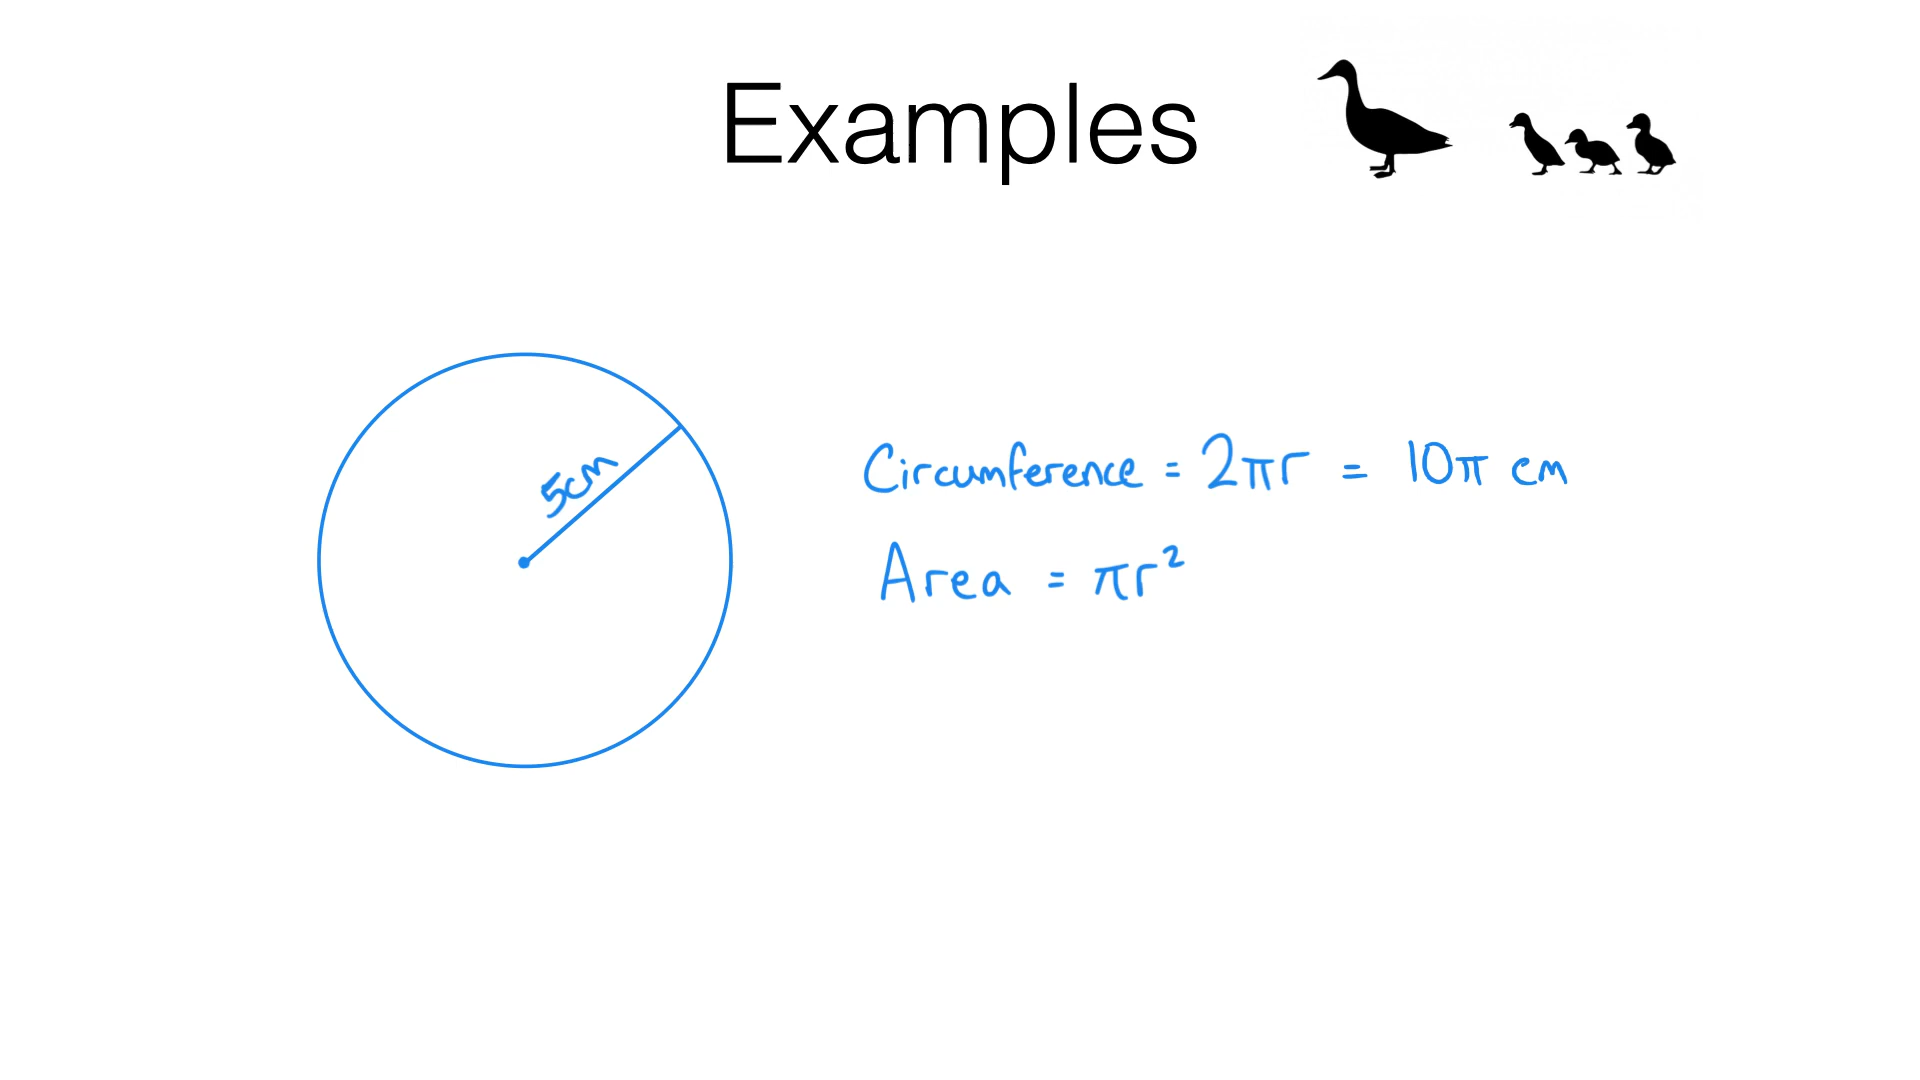 Examples
5cm
Circumference = 2πr = 10π cm
Area = πr²